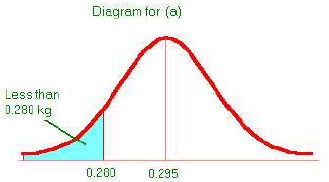 Diagram for (a)
Less than
0.280 kg
0.280
0.295